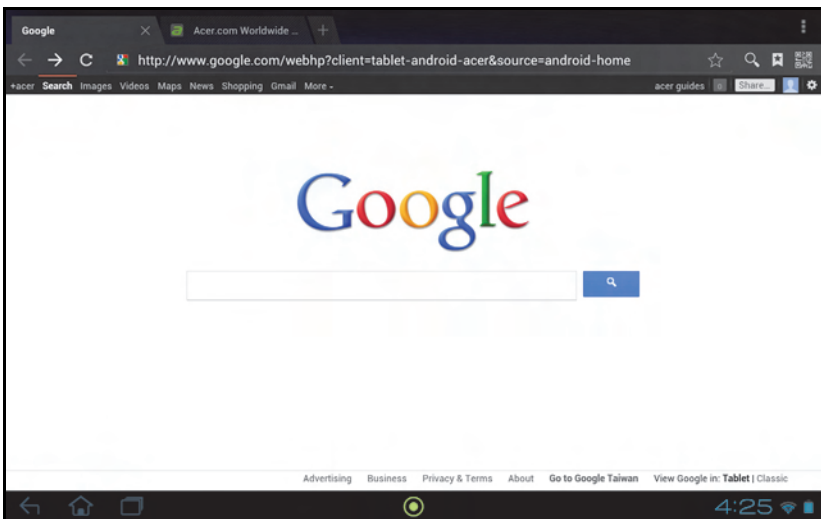 Google
Acer.com Worldwide ...
http://www.google.com/webhp?client=tablet-android-acer&source=android-home
+acer Search Images Videos Maps News Shopping Gmail More
acer guides 0 Share...
Google
Advertising Business Privacy & Terms About Go to Google Taiwan View Google in: Tablet | Classic
4:25